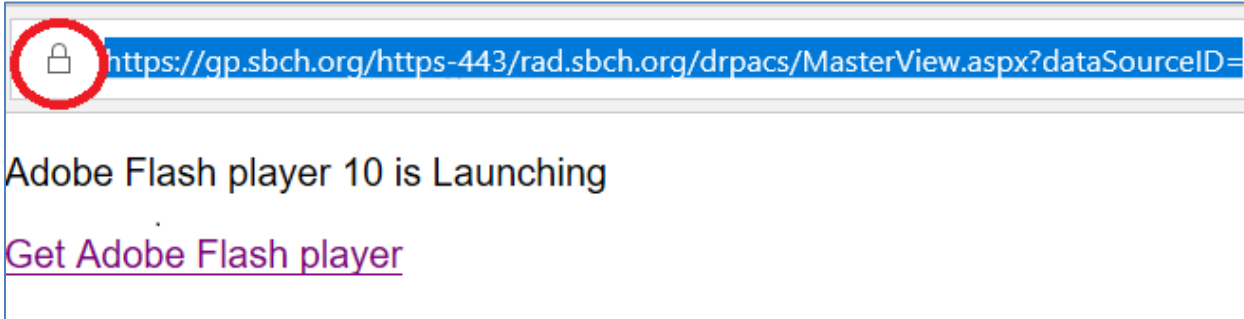 https://gp.sbch.org/https-443/rad.sbch.org/drpacs/MasterView.aspx?dataSourceID=
Adobe Flash player 10 is Launching
Get Adobe Flash player